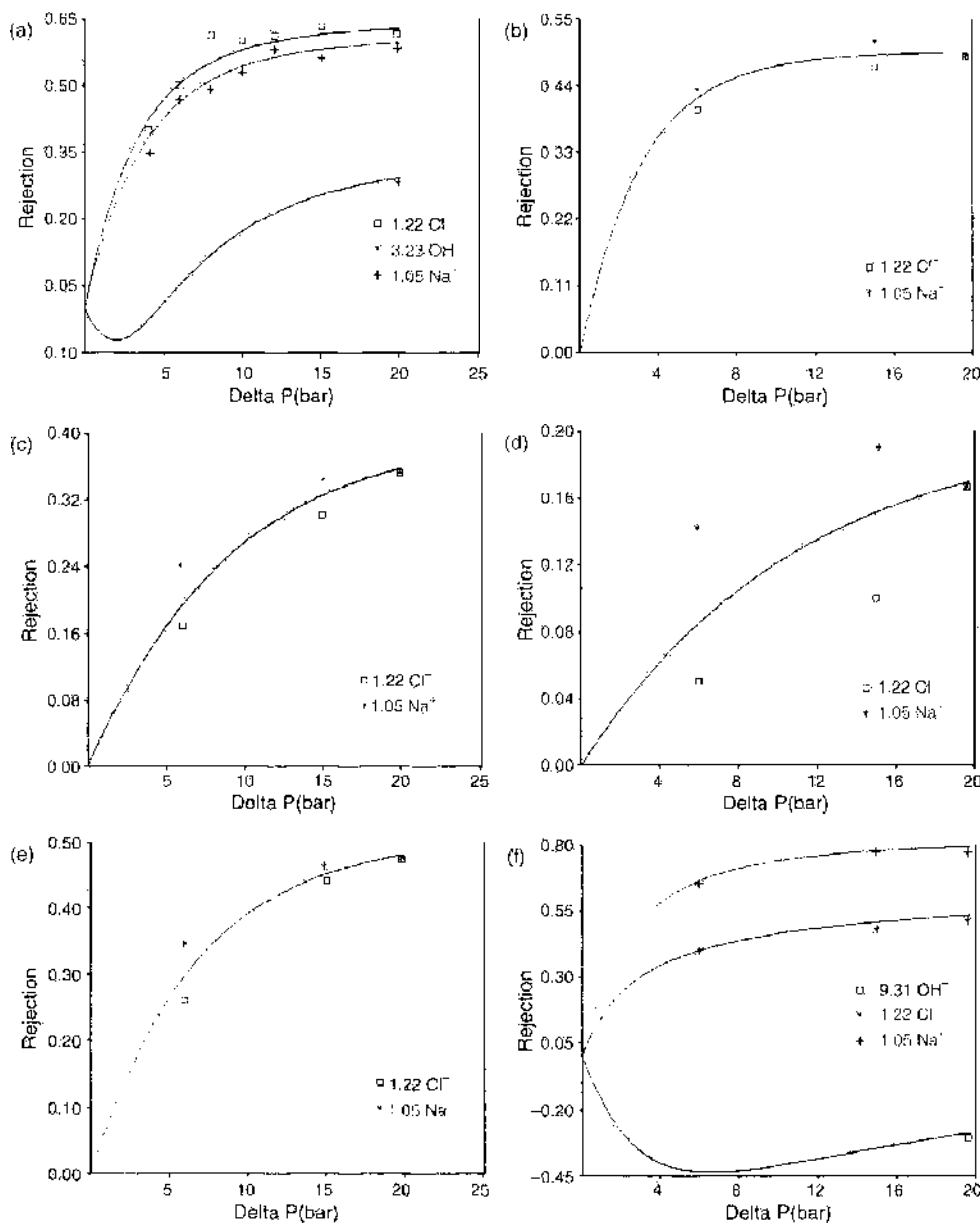 (a)
0.65
0.50
0.35
0.20
0.05
0.10
Rejection
5
10
15
20
25
Delta P(bar)
1.22 Cl
3.23 OH
1.05 Na⁺
(b)
0.55
0.44
0.33
0.22
0.11
0.00
Rejection
4
8
12
16
20
Delta P(bar)
1.22 Cl⁻
1.05 Na⁺
(c)
0.40
0.32
0.24
0.16
0.08
0.00
Rejection
5
10
15
20
25
Delta P(bar)
1.22 Cl⁻
1.05 Na⁺
(d)
0.20
0.16
0.12
0.08
0.04
0.00
Rejection
4
8
12
16
20
Delta P(bar)
1.22 Cl
1.05 Na⁺
(e)
0.50
0.40
0.30
0.20
0.10
0.00
Rejection
5
10
15
20
25
Delta P(bar)
1.22 Cl⁻
1.05 Na
(f)
0.80
0.55
0.30
0.05
−0.20
−0.45
Rejection
4
8
12
16
20
Delta P(bar)
9.31 OH⁻
1.22 Cl
1.05 Na⁺